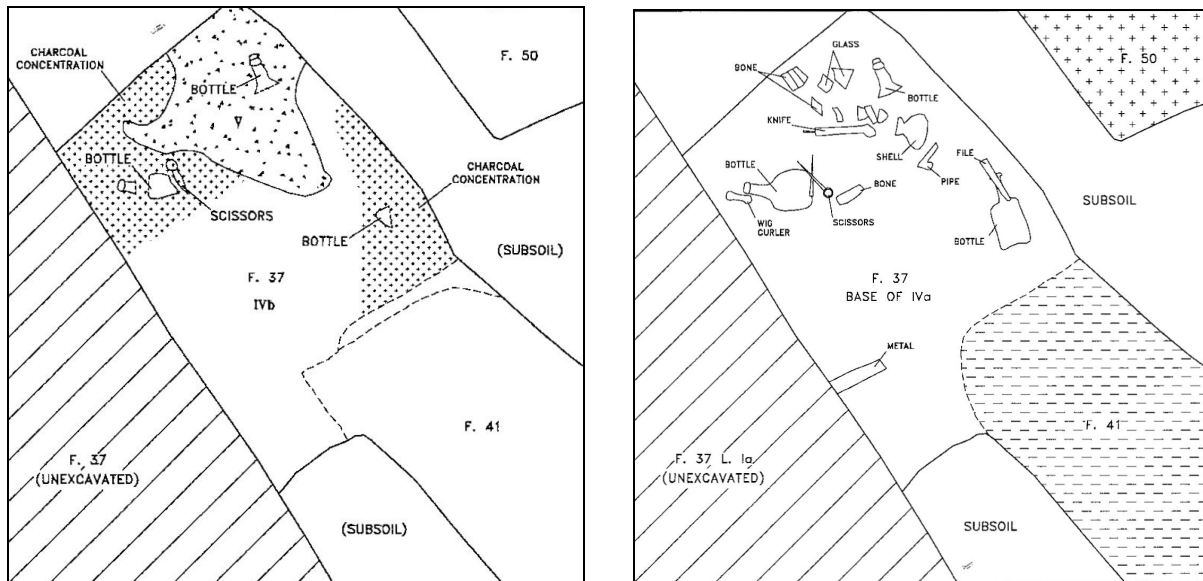 CHARCOAL
CONCENTRATION
F. 50
BOTTLE
V
BOTTLE
CHARCOAL
CONCENTRATION
SCISSORS
BOTTLE
(SUBSOIL)
F. 37
IVb
F. 41
F. 37
(UNEXCAVATED)
(SUBSOIL)
GLASS
F. 50
BONE
BOTTLE
KNIFE
FILE
BOTTLE
SHELL
PIPE
BONE
SUBSOIL
WIG
CURLER
SCISSORS
BOTTLE
F. 37
BASE OF IVa
METAL
F. 41
F. 37 L. Ia
(UNEXCAVATED)
SUBSOIL